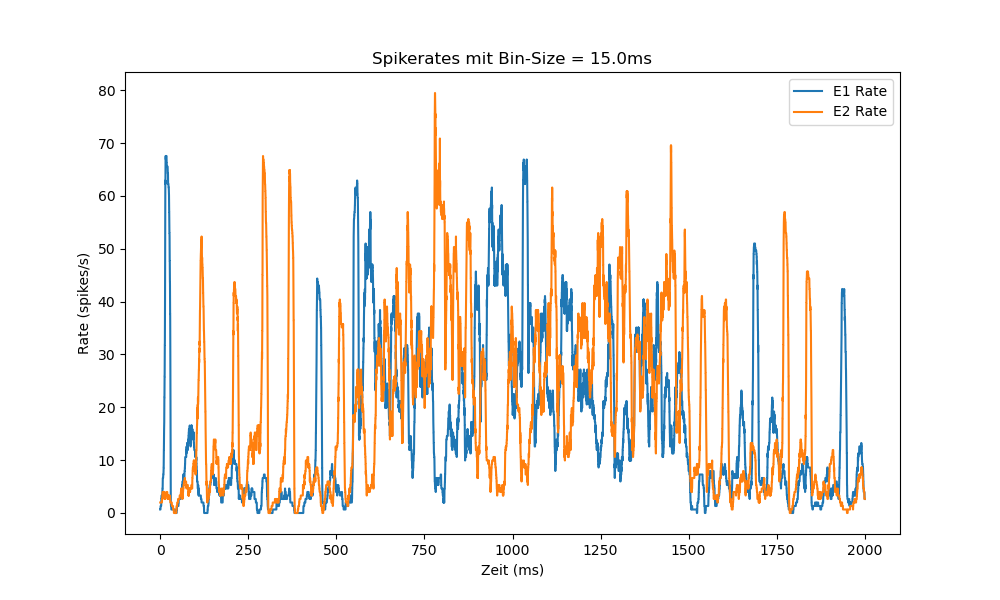 Spikerates mit Bin-Size = 15.0ms
E1 Rate
E2 Rate
80
70
60
50
40
30
20
10
0
Rate (spikes/s)
0 250 500 750 1000 1250 1500 1750 2000
Zeit (ms)